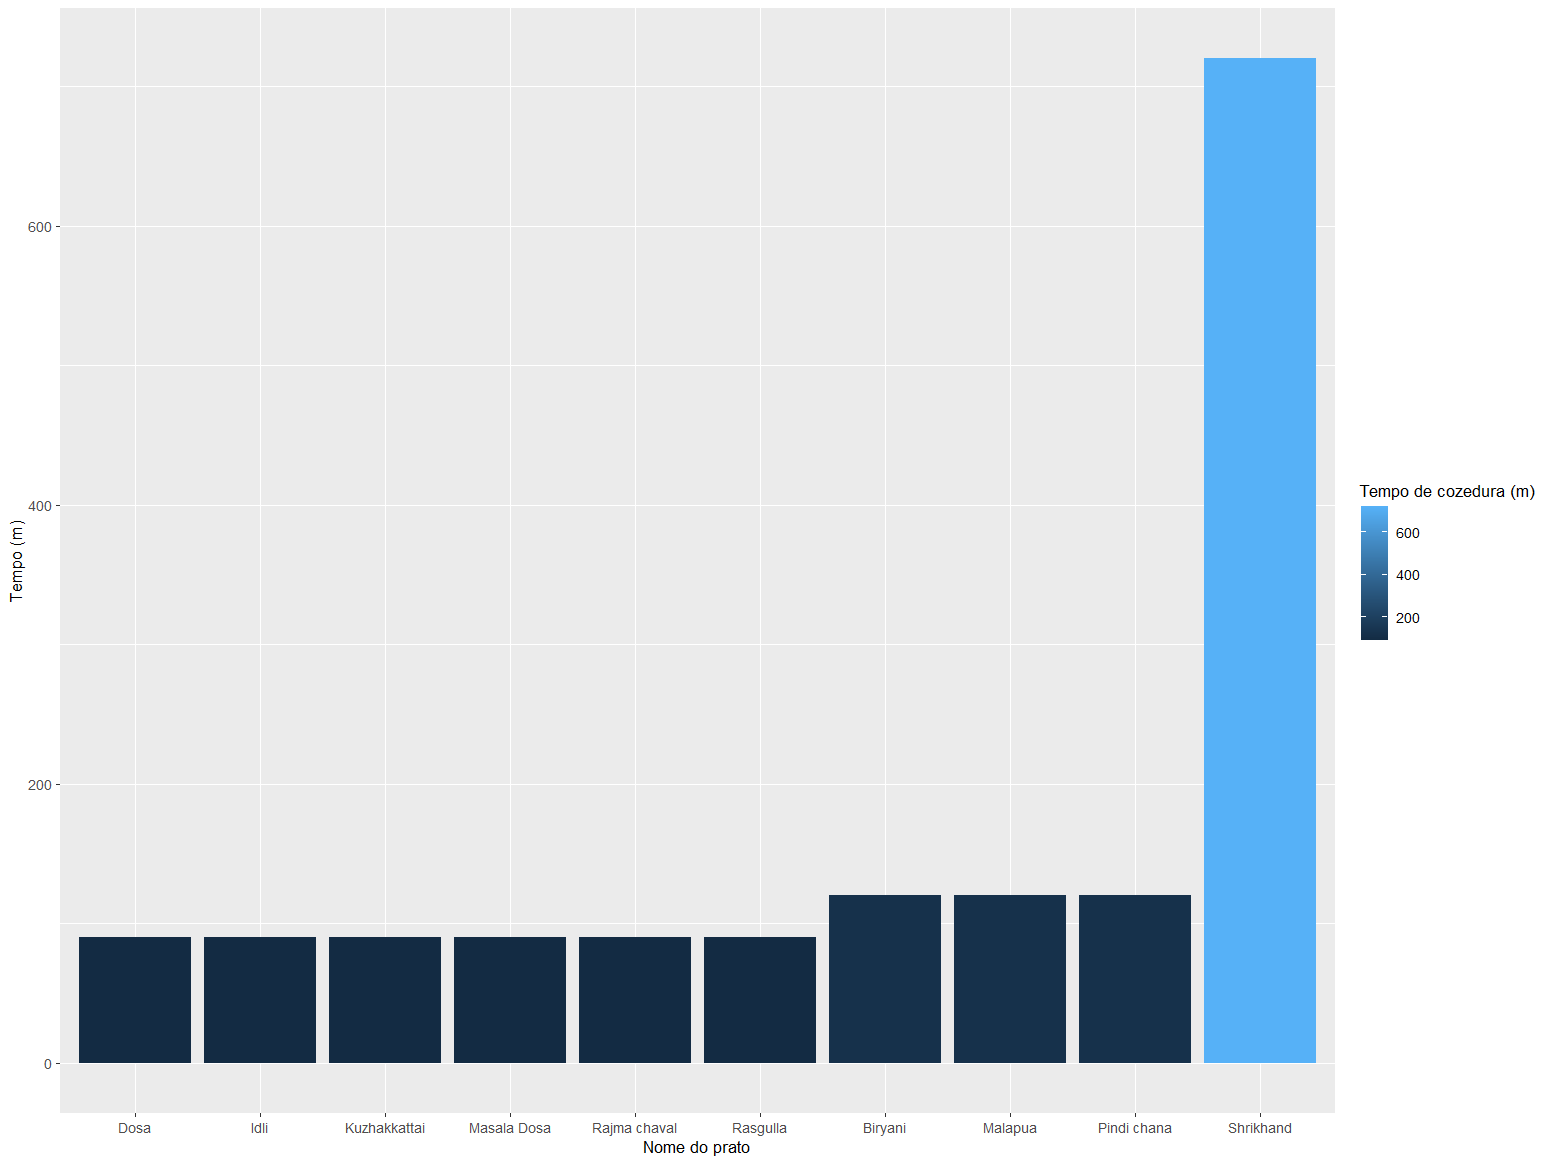 600
400
200
0
Tempo (m)
Dosa Idli Kuzhakkattai Masala Dosa Rajma chaval Rasgulla Biryani Malapua Pindi chana Shrikhand
Nome do prato
Tempo de cozedura (m)
600
400
200